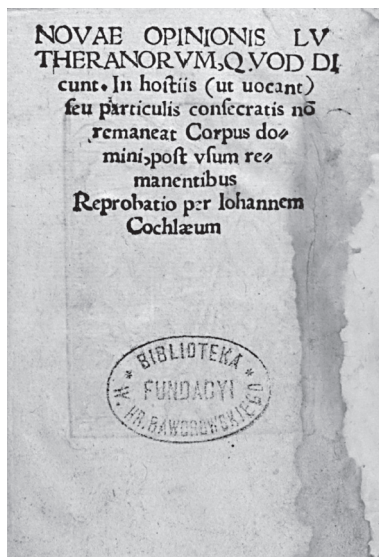 NOVAE OPINIONIS LV
THERANORVM, QVOD DI
cunt. In hostiis (ut uocant)
seu particulis consecratis nō
remaneat Corpus do⸗
mini, post vsum re⸗
manentibus
Reprobatio per Iohannem
Cochlæum
* BIBLIOTEKA *
FUNDACYI
W. HR. BAWOROWSKIEGO